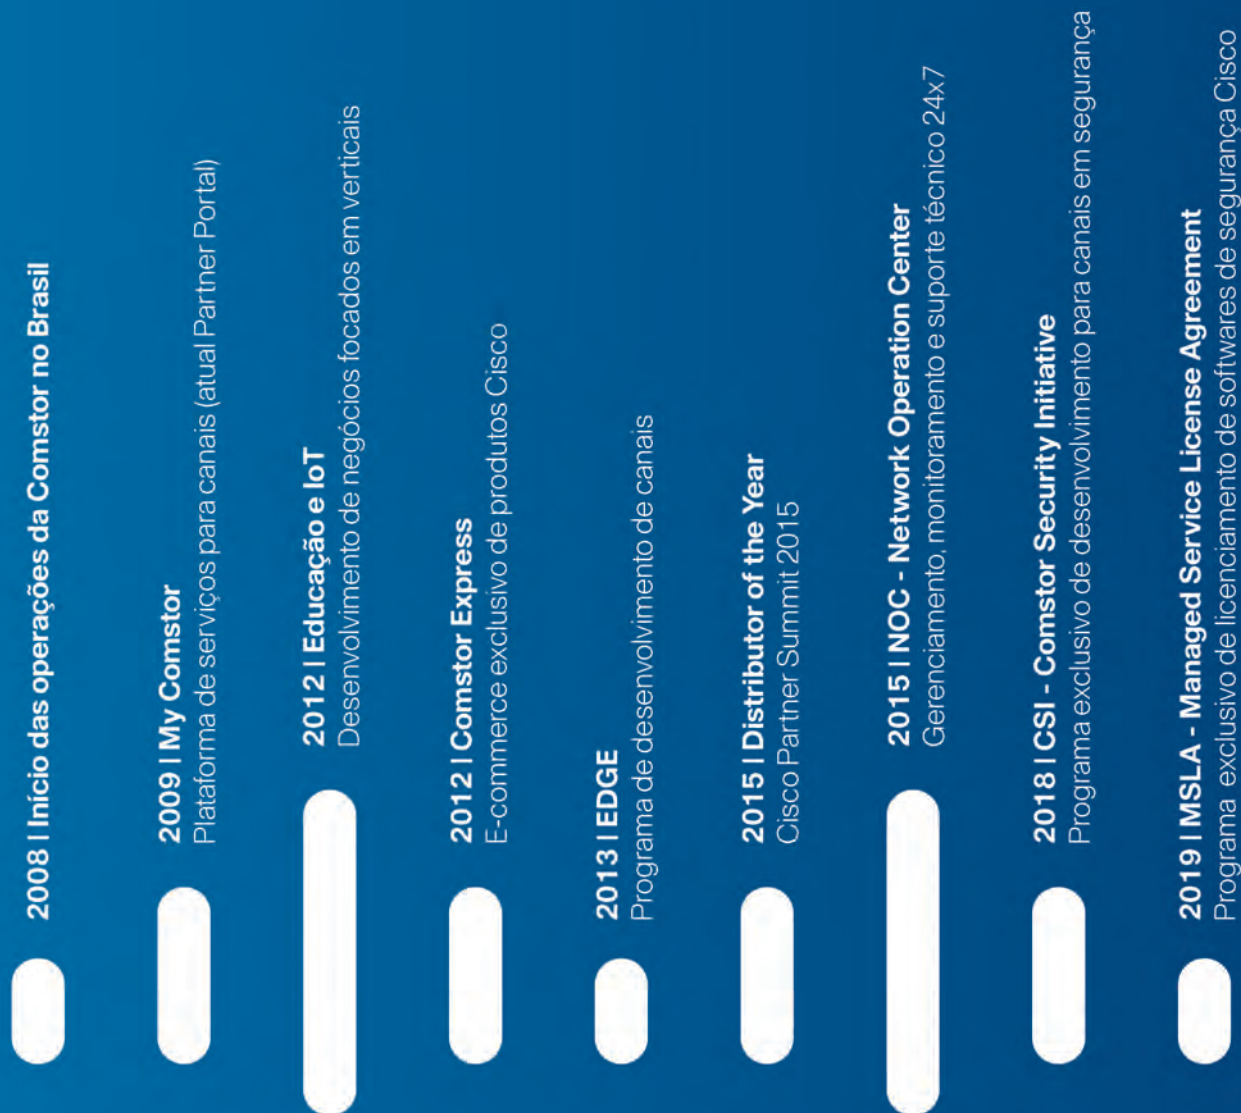 2008 | Início das operações da Comstor no Brasil
2009 | My Comstor
Plataforma de serviços para canais (atual Partner Portal)
2012 | Educação e IoT
Desenvolvimento de negócios focados em verticais
2012 | Comstor Express
E-commerce exclusivo de produtos Cisco
2013 | EDGE
Programa de desenvolvimento de canais
2015 | Distributor of the Year
Cisco Partner Summit 2015
2015 | NOC - Network Operation Center
Gerenciamento, monitoramento e suporte técnico 24x7
2018 | CSI - Comstor Security Initiative
Programa exclusivo de desenvolvimento para canais em segurança
2019 | MSLA - Managed Service License Agreement
Programa exclusivo de licenciamento de softwares de segurança Cisco